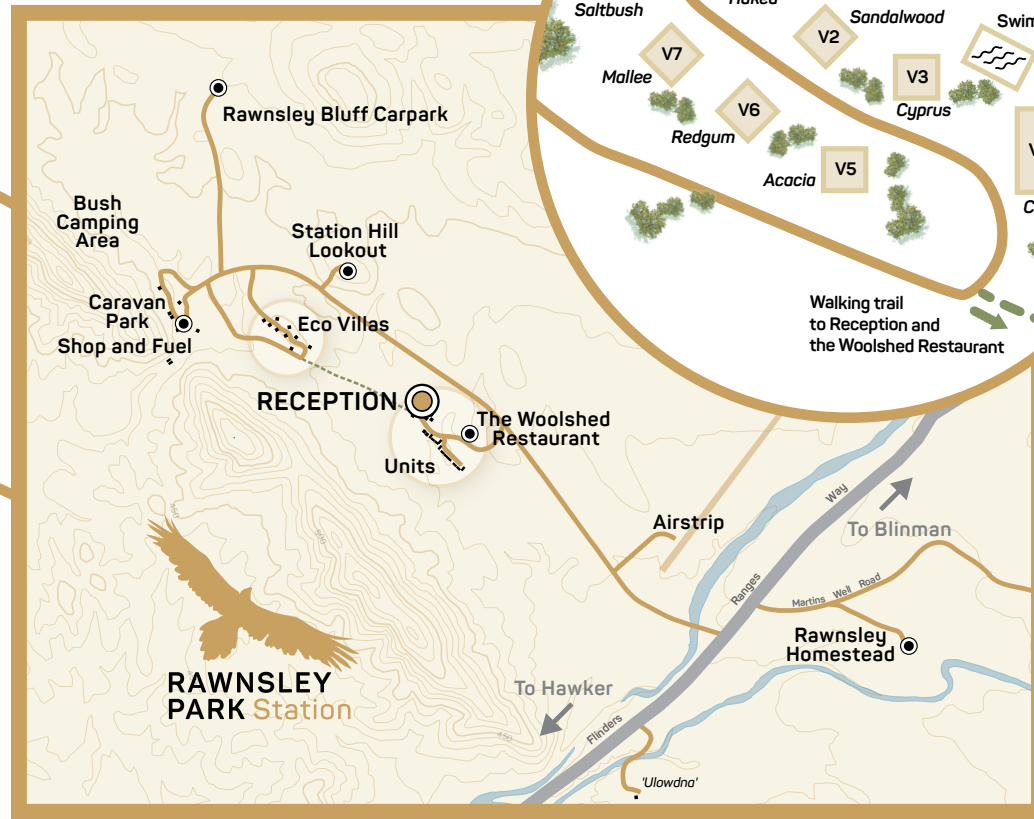 Saltbush
Sandalwood
V2
V7
Mallee
V3
Cyprus
V6
Redgum
V5
Acacia
Walking trail
to Reception and
the Woolshed Restaurant
Rawnsley Bluff Carpark
Bush
Camping
Area
Station Hill
Lookout
Caravan
Park
Shop and Fuel
Eco Villas
RECEPTION
The Woolshed
Restaurant
Units
Airstrip
Flinders Ranges Way
To Blinman
Martins Well Road
Rawnsley
Homestead
To Hawker
'Ulowdna'
RAWNSLEY
PARK Station
450